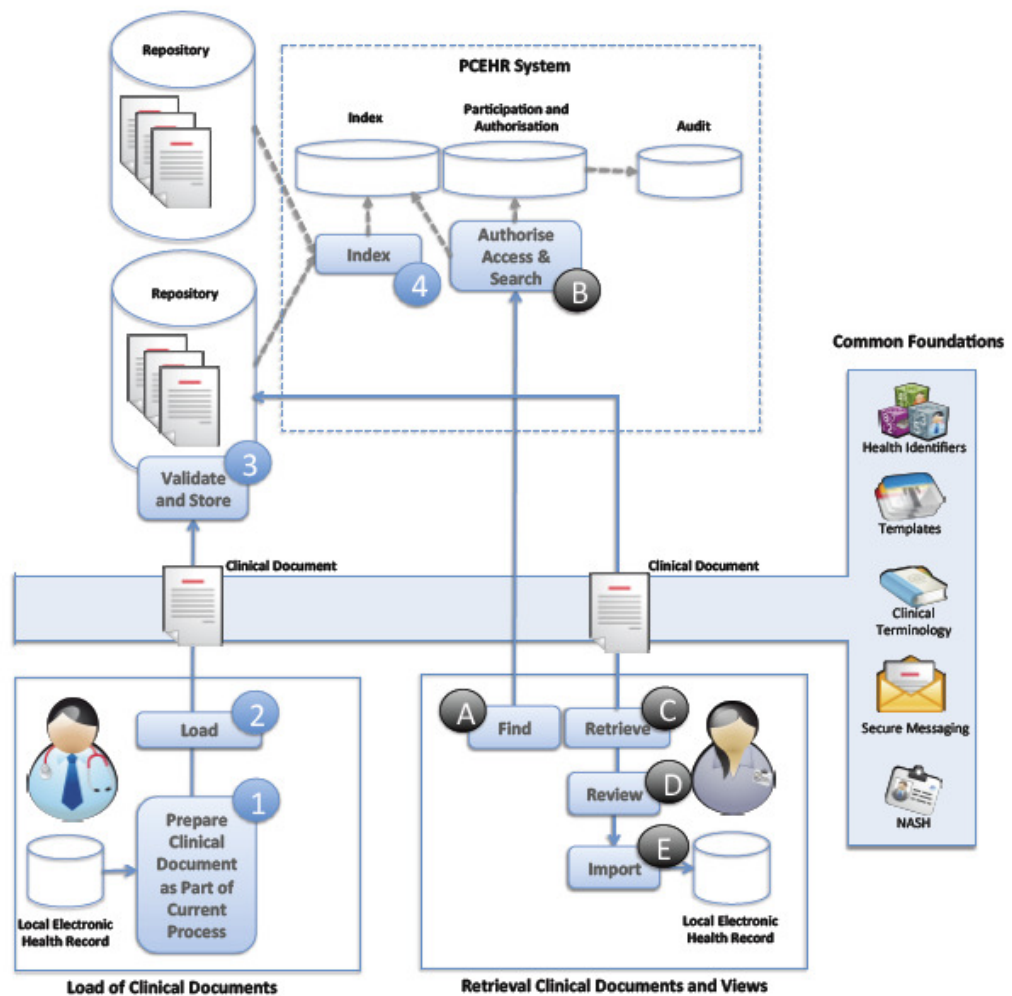 Repository
PCEHR System
Index
Participation and
Authorisation
Audit
Index
4
Authorise
Access &
Search
B
Repository
3
Validate
and Store
Common Foundations
Health Identifiers
Templates
Clinical
Terminology
Secure Messaging
NASH
Clinical Document
Clinical Document
2
Load
1
Prepare
Clinical
Document
as Part of
Current
Process
Local Electronic
Health Record
Load of Clinical Documents
A
Find
C
Retrieve
D
Review
E
Import
Local Electronic
Health Record
Retrieval Clinical Documents and Views